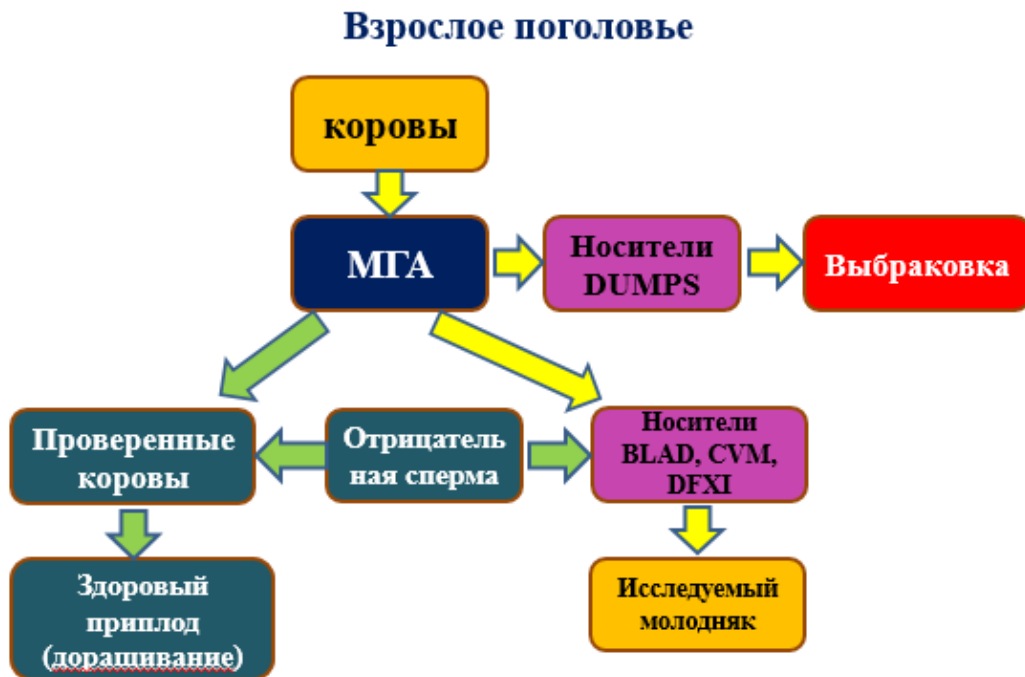 Взрослое поголовье
коровы
МГА
Носители
DUMPS
Выбраковка
Проверенные
коровы
Отрицатель
ная сперма
Носители
BLAD, CVM,
DFXI
Здоровый
приплод
(доращивание)
Исследуемый
молодняк